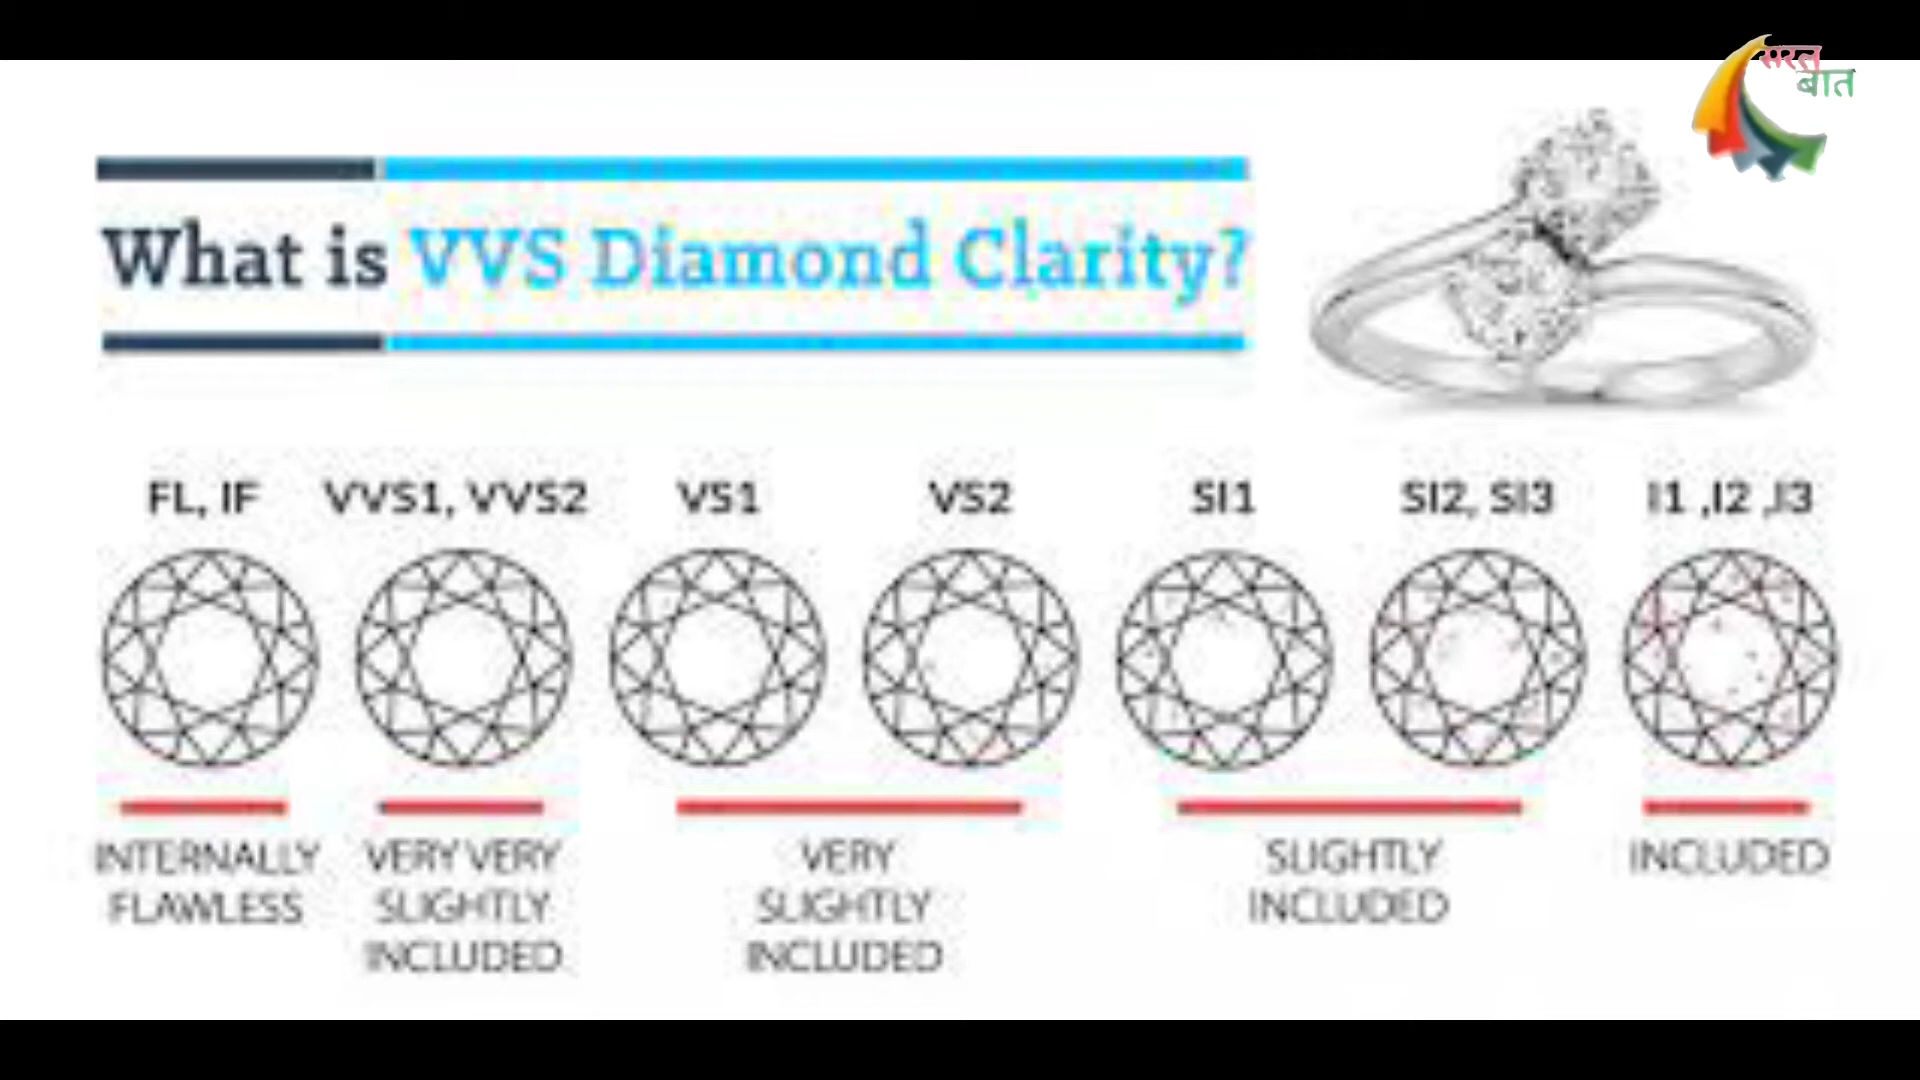 सरल
बात
What is VVS Diamond Clarity?
FL, IF
VVS1, VVS2
VS1
VS2
SI1
SI2, SI3
I1 ,I2 ,I3
INTERNALLY
FLAWLESS
VERY VERY
SLIGHTLY
INCLUDED
VERY
SLIGHTLY
INCLUDED
SLIGHTLY
INCLUDED
INCLUDED